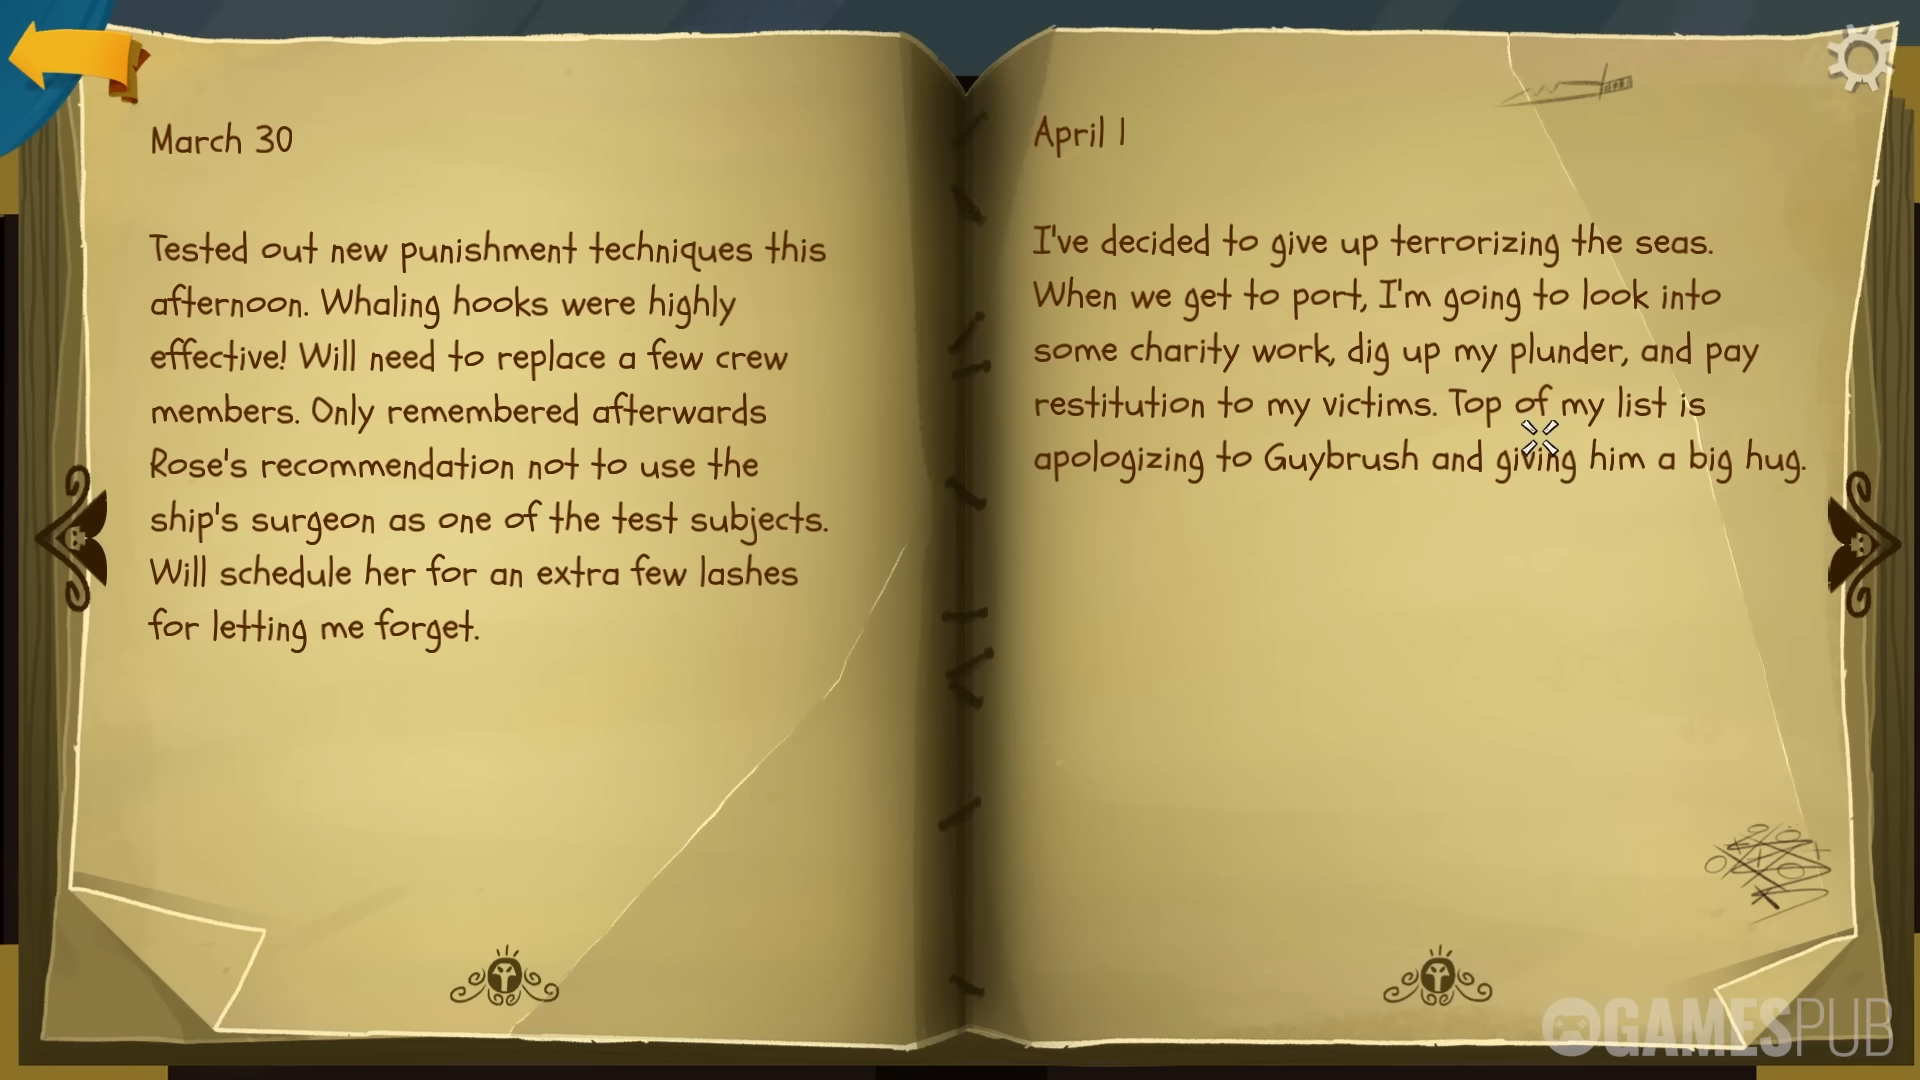 March 30
Tested out new punishment techniques this
afternoon. Whaling hooks were highly
effective! Will need to replace a few crew
members. Only remembered afterwards
Rose's recommendation not to use the
ship's surgeon as one of the test subjects.
Will schedule her for an extra few lashes
for letting me forget.
April 1
I've decided to give up terrorizing the seas.
When we get to port, I'm going to look into
some charity work, dig up my plunder, and pay
restitution to my victims. Top of my list is
apologizing to Guybrush and giving him a big hug.
GAMESPUB